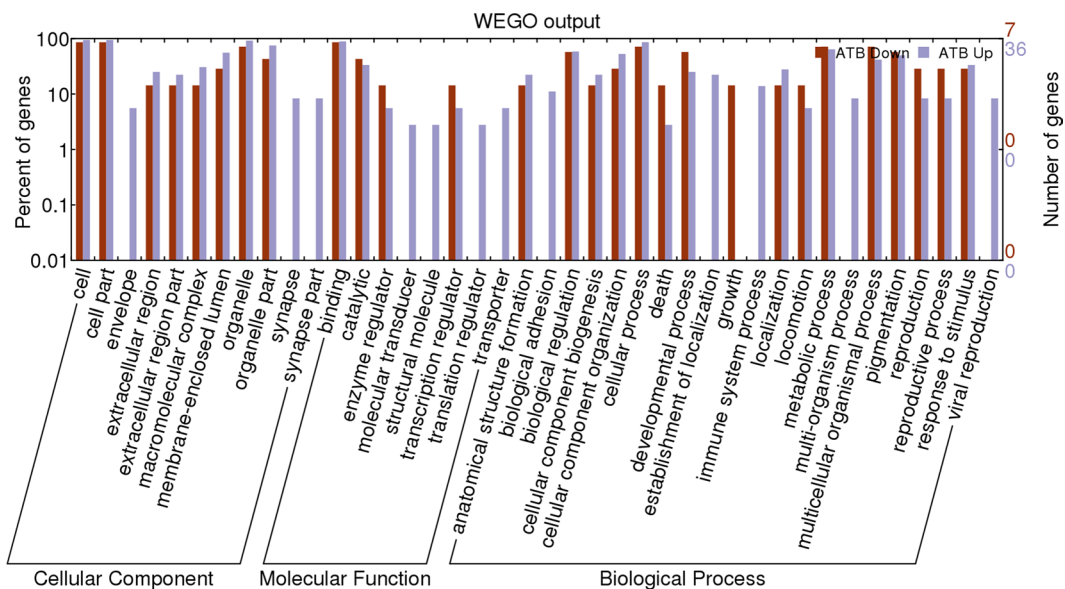 WEGO output
100
10
1
0.1
0.01
Percent of genes
ATB Down
ATB Up
7
36
0
0
0
0
Number of genes
cell
cell part
envelope
extracellular region
extracellular region part
macromolecular complex
membrane-enclosed lumen
organelle
organelle part
synapse
synapse part
binding
catalytic
enzyme regulator
molecular transducer
structural molecule
transcription regulator
translation regulator
transporter
anatomical structure formation
biological adhesion
biological regulation
cellular component biogenesis
cellular component organization
cellular process
death
developmental process
establishment of localization
growth
immune system process
localization
locomotion
metabolic process
multi-organism process
multicellular organismal process
pigmentation
reproduction
reproductive process
response to stimulus
viral reproduction
Cellular Component
Molecular Function
Biological Process